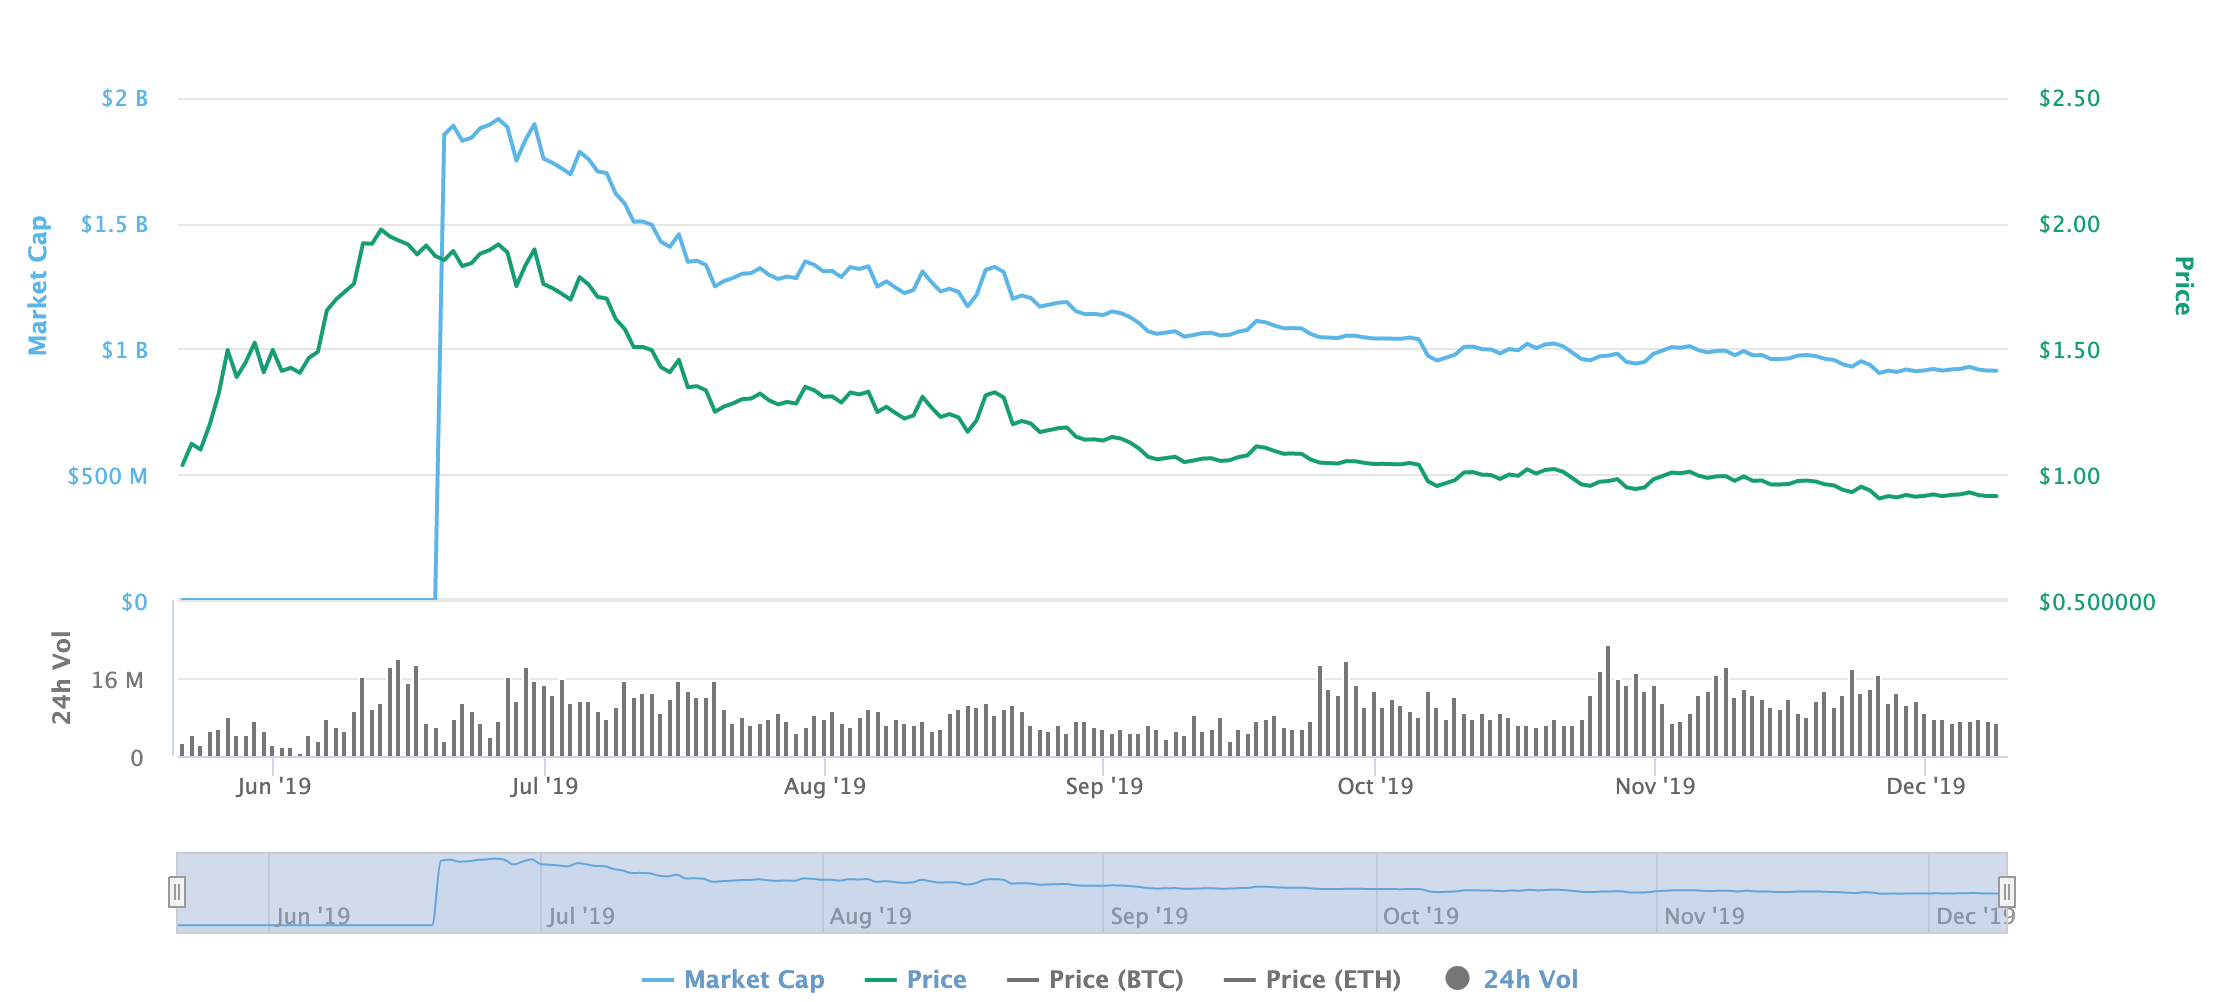 $2 B
$2.50
$1.5 B
$2.00
Market Cap
Price
$1 B
$1.50
$500 M
$1.00
$0
$0.500000
24h Vol
16 M
0
Jun '19 Jul '19 Aug '19 Sep '19 Oct '19 Nov '19 Dec '19
Jun '19 Jul '19 Aug '19 Sep '19 Oct '19 Nov '19 Dec '19
Market Cap Price Price (BTC) Price (ETH) 24h Vol